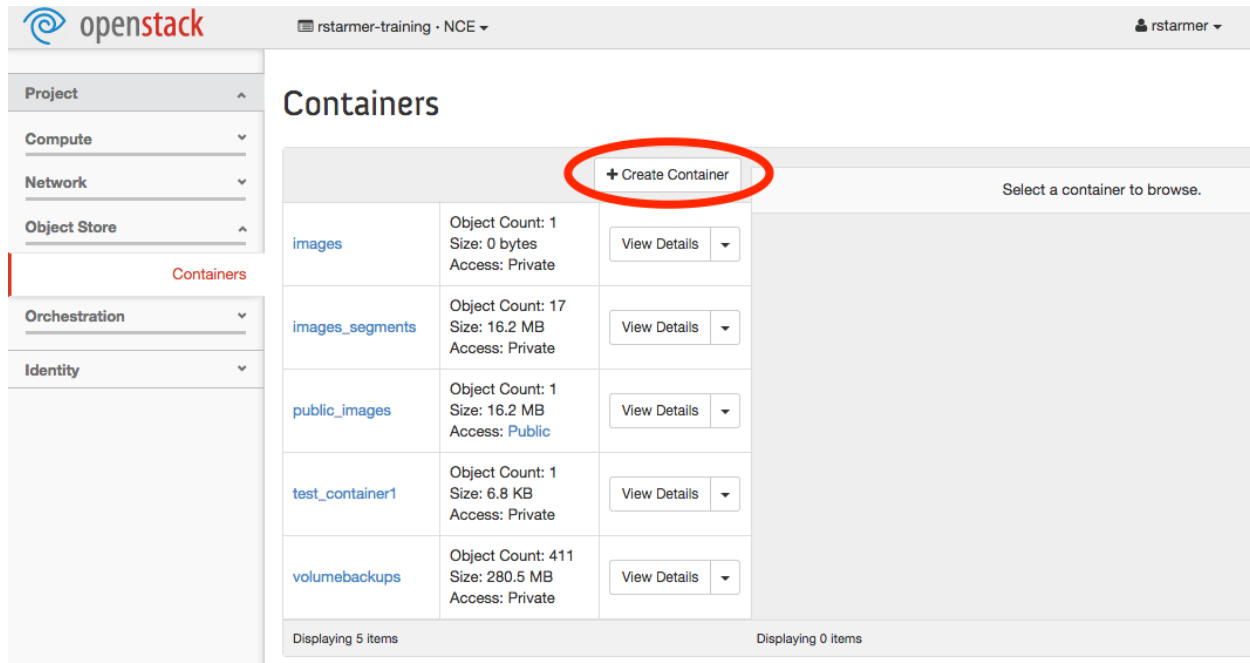 openstack
rstarmer-training · NCE
rstarmer
Project
Compute
Network
Object Store
Containers
Orchestration
Identity
Containers
+ Create Container
Select a container to browse.
images
Object Count: 1
Size: 0 bytes
Access: Private
View Details
images_segments
Object Count: 17
Size: 16.2 MB
Access: Private
View Details
public_images
Object Count: 1
Size: 16.2 MB
Access: Public
View Details
test_container1
Object Count: 1
Size: 6.8 KB
Access: Private
View Details
volumebackups
Object Count: 411
Size: 280.5 MB
Access: Private
View Details
Displaying 5 items
Displaying 0 items